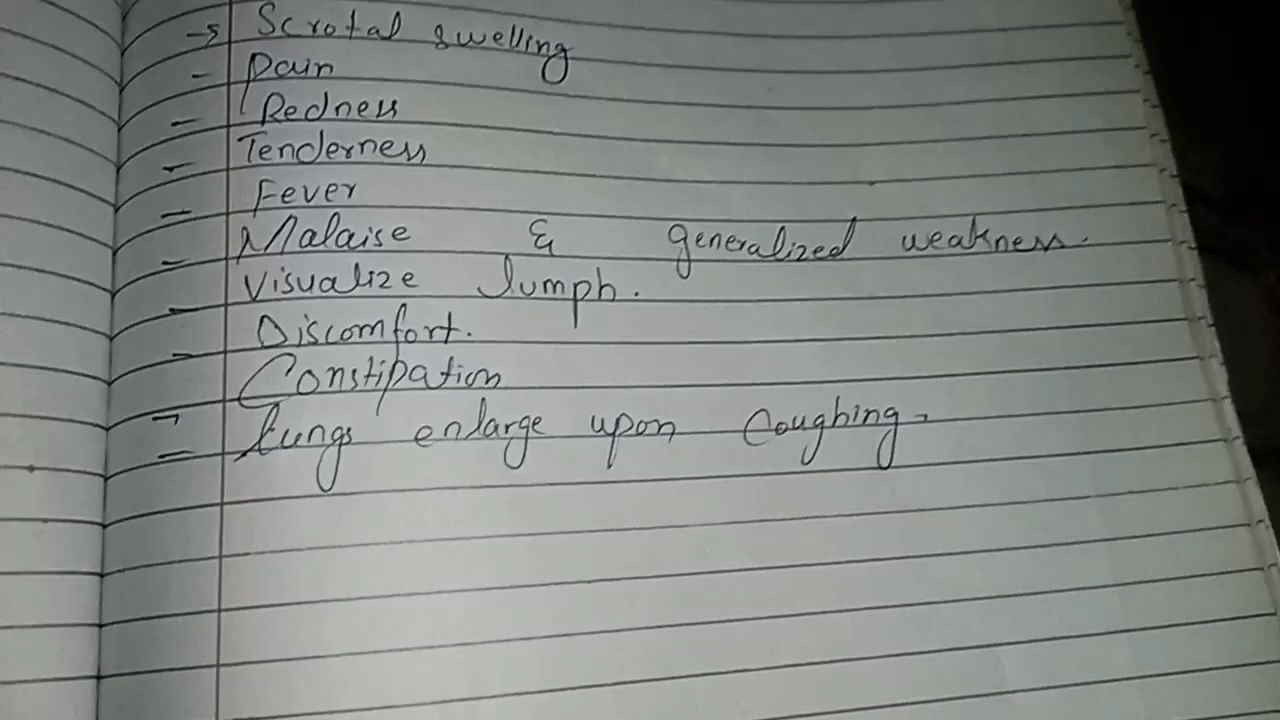 → Scrotal swelling
- Pain
- Redness
- Tenderness
- Fever
- Malaise & generalized weakness.
- Visualize lumph.
- Discomfort.
- Constipation
- Lungs enlarge upon Coughing.